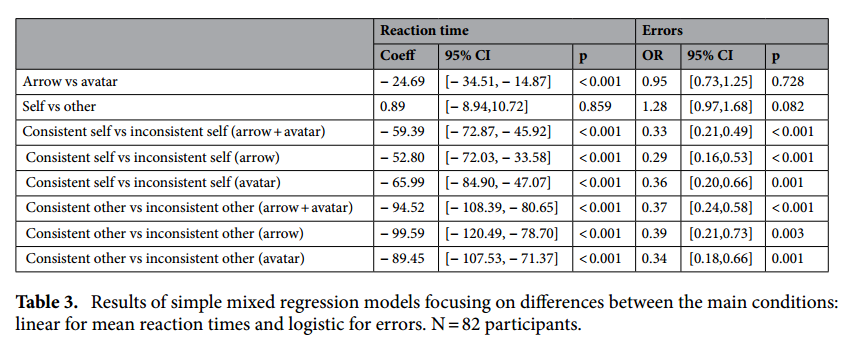 Reaction time Errors
Coeff 95% CI p OR 95% CI p
Arrow vs avatar − 24.69 [− 34.51, − 14.87] < 0.001 0.95 [0.73,1.25] 0.728
Self vs other 0.89 [− 8.94,10.72] 0.859 1.28 [0.97,1.68] 0.082
Consistent self vs inconsistent self (arrow + avatar) − 59.39 [− 72.87, − 45.92] < 0.001 0.33 [0.21,0.49] < 0.001
Consistent self vs inconsistent self (arrow) − 52.80 [− 72.03, − 33.58] < 0.001 0.29 [0.16,0.53] < 0.001
Consistent self vs inconsistent self (avatar) − 65.99 [− 84.90, − 47.07] < 0.001 0.36 [0.20,0.66] 0.001
Consistent other vs inconsistent other (arrow + avatar) − 94.52 [− 108.39, − 80.65] < 0.001 0.37 [0.24,0.58] < 0.001
Consistent other vs inconsistent other (arrow) − 99.59 [− 120.49, − 78.70] < 0.001 0.39 [0.21,0.73] 0.003
Consistent other vs inconsistent other (avatar) − 89.45 [− 107.53, − 71.37] < 0.001 0.34 [0.18,0.66] 0.001
Table 3. Results of simple mixed regression models focusing on differences between the main conditions:
linear for mean reaction times and logistic for errors. N = 82 participants.